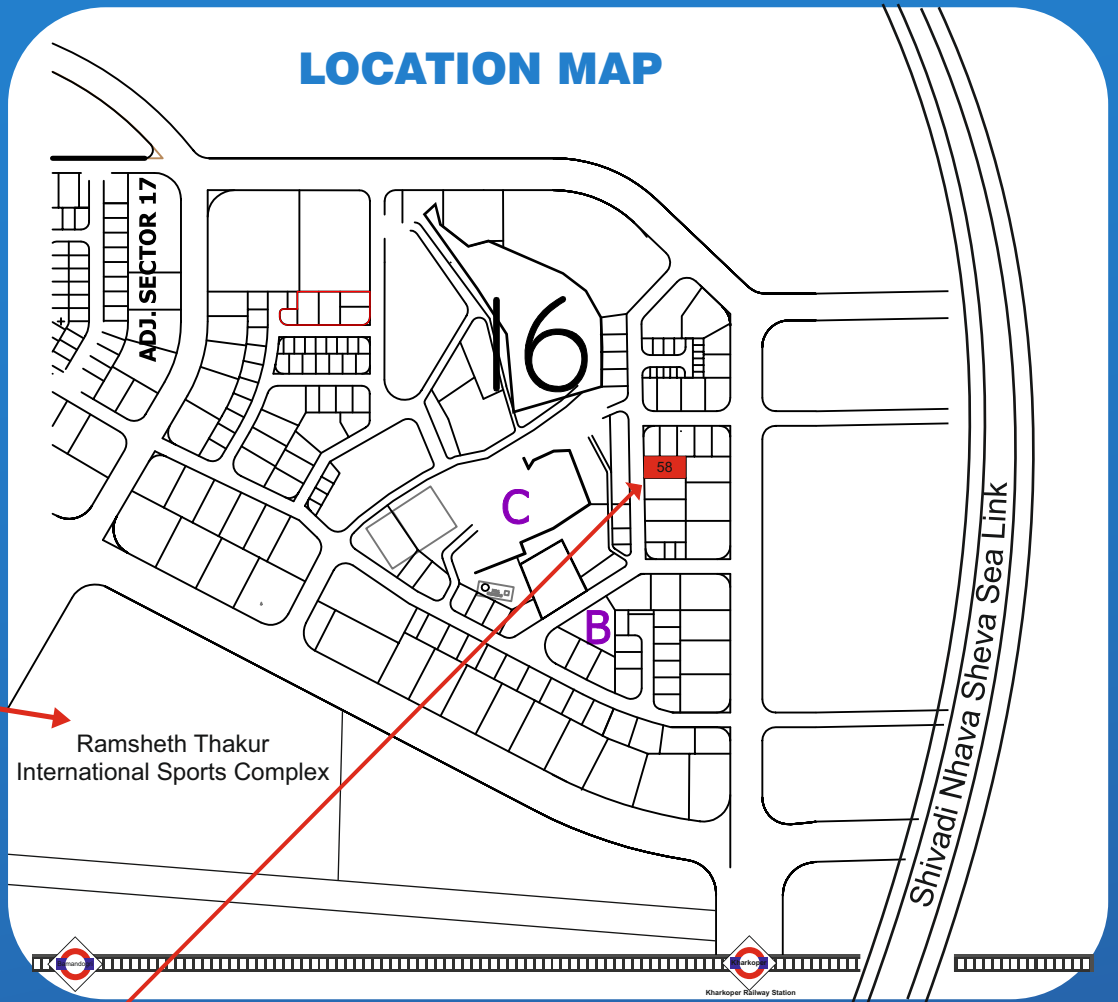 LOCATION MAP
ADJ. SECTOR 17
16
58
C
B
Ramsheth Thakur
International Sports Complex
Shivadi Nhava Sheva Sea Link
Kharkoper
Kharkoper Railway Station